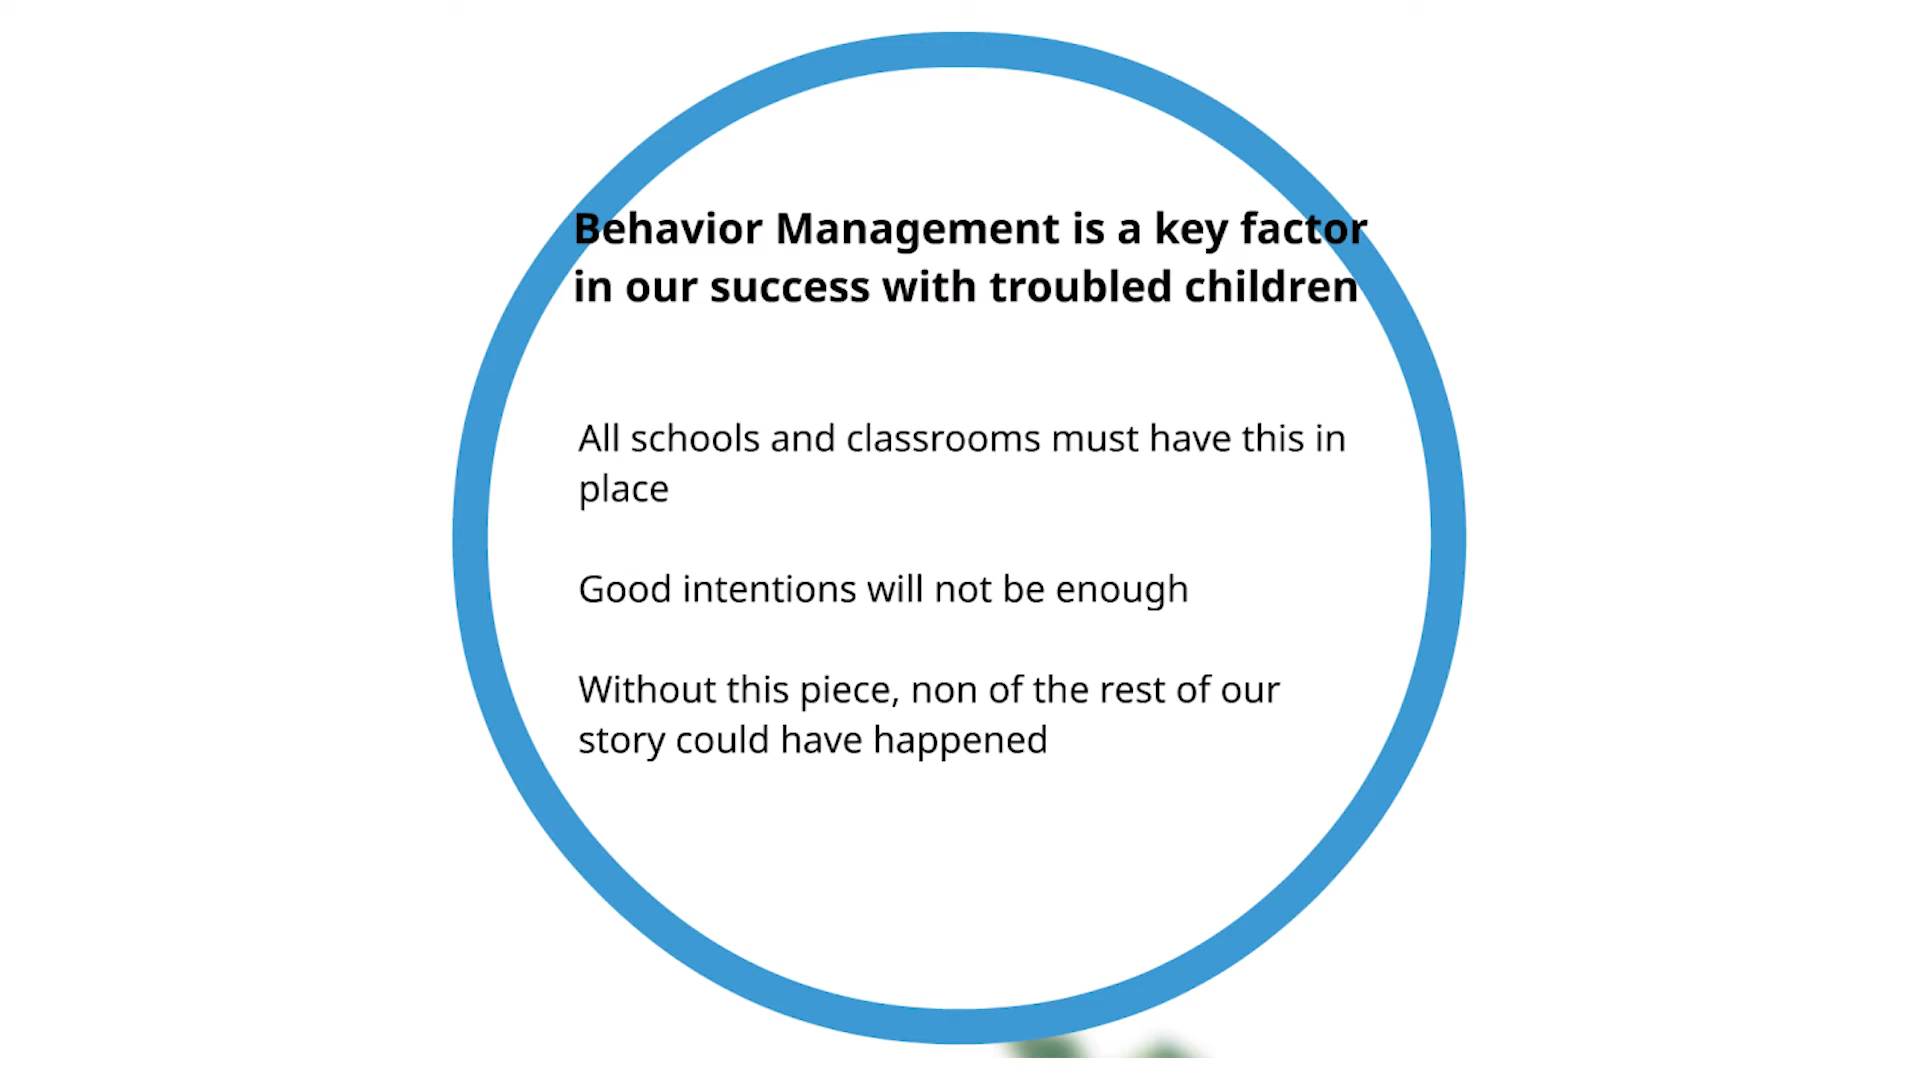 Behavior Management is a key factor
in our success with troubled children
All schools and classrooms must have this in
place
Good intentions will not be enough
Without this piece, non of the rest of our
story could have happened